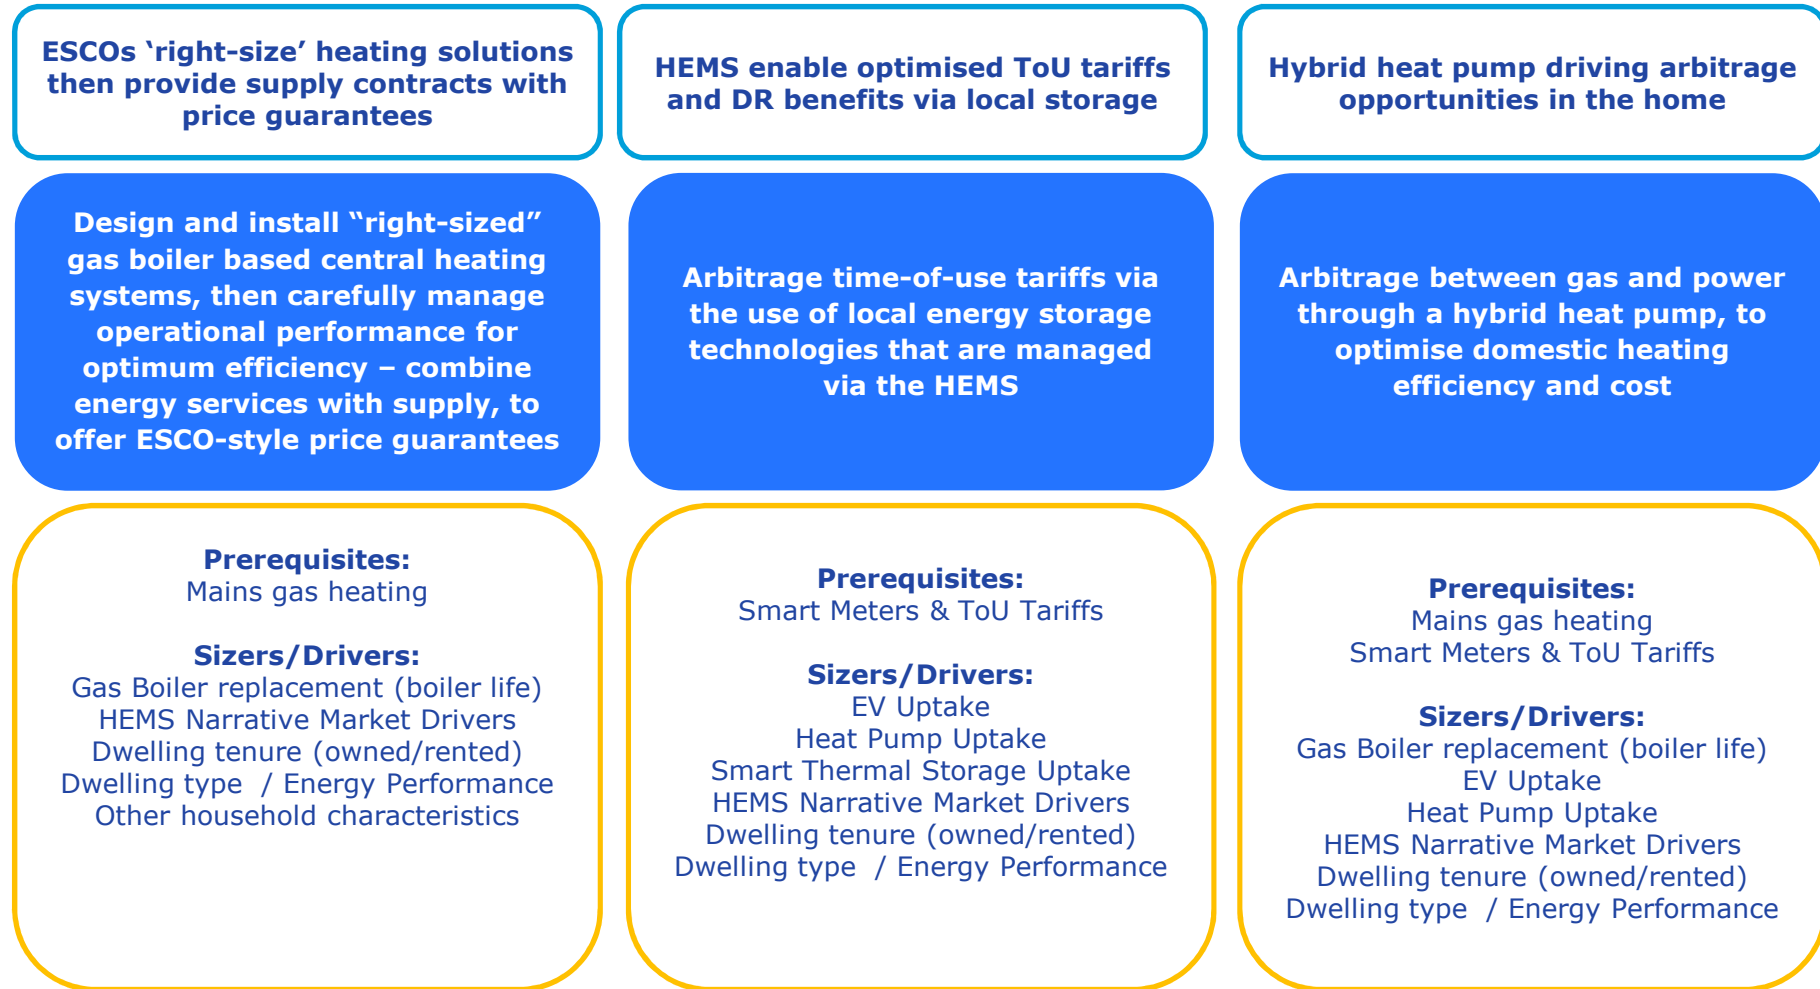 ESCOs ‘right-size’ heating solutions
then provide supply contracts with
price guarantees
HEMS enable optimised ToU tariffs
and DR benefits via local storage
Hybrid heat pump driving arbitrage
opportunities in the home
Design and install “right-sized”
gas boiler based central heating
systems, then carefully manage
operational performance for
optimum efficiency – combine
energy services with supply, to
offer ESCO-style price guarantees
Arbitrage time-of-use tariffs via
the use of local energy storage
technologies that are managed
via the HEMS
Arbitrage between gas and power
through a hybrid heat pump, to
optimise domestic heating
efficiency and cost
Prerequisites:
Mains gas heating
Sizers/Drivers:
Gas Boiler replacement (boiler life)
HEMS Narrative Market Drivers
Dwelling tenure (owned/rented)
Dwelling type  / Energy Performance
Other household characteristics
Prerequisites:
Smart Meters & ToU Tariffs
Sizers/Drivers:
EV Uptake
Heat Pump Uptake
Smart Thermal Storage Uptake
HEMS Narrative Market Drivers
Dwelling tenure (owned/rented)
Dwelling type  / Energy Performance
Prerequisites:
Mains gas heating
Smart Meters & ToU Tariffs
Sizers/Drivers:
Gas Boiler replacement (boiler life)
EV Uptake
Heat Pump Uptake
HEMS Narrative Market Drivers
Dwelling tenure (owned/rented)
Dwelling type  / Energy Performance